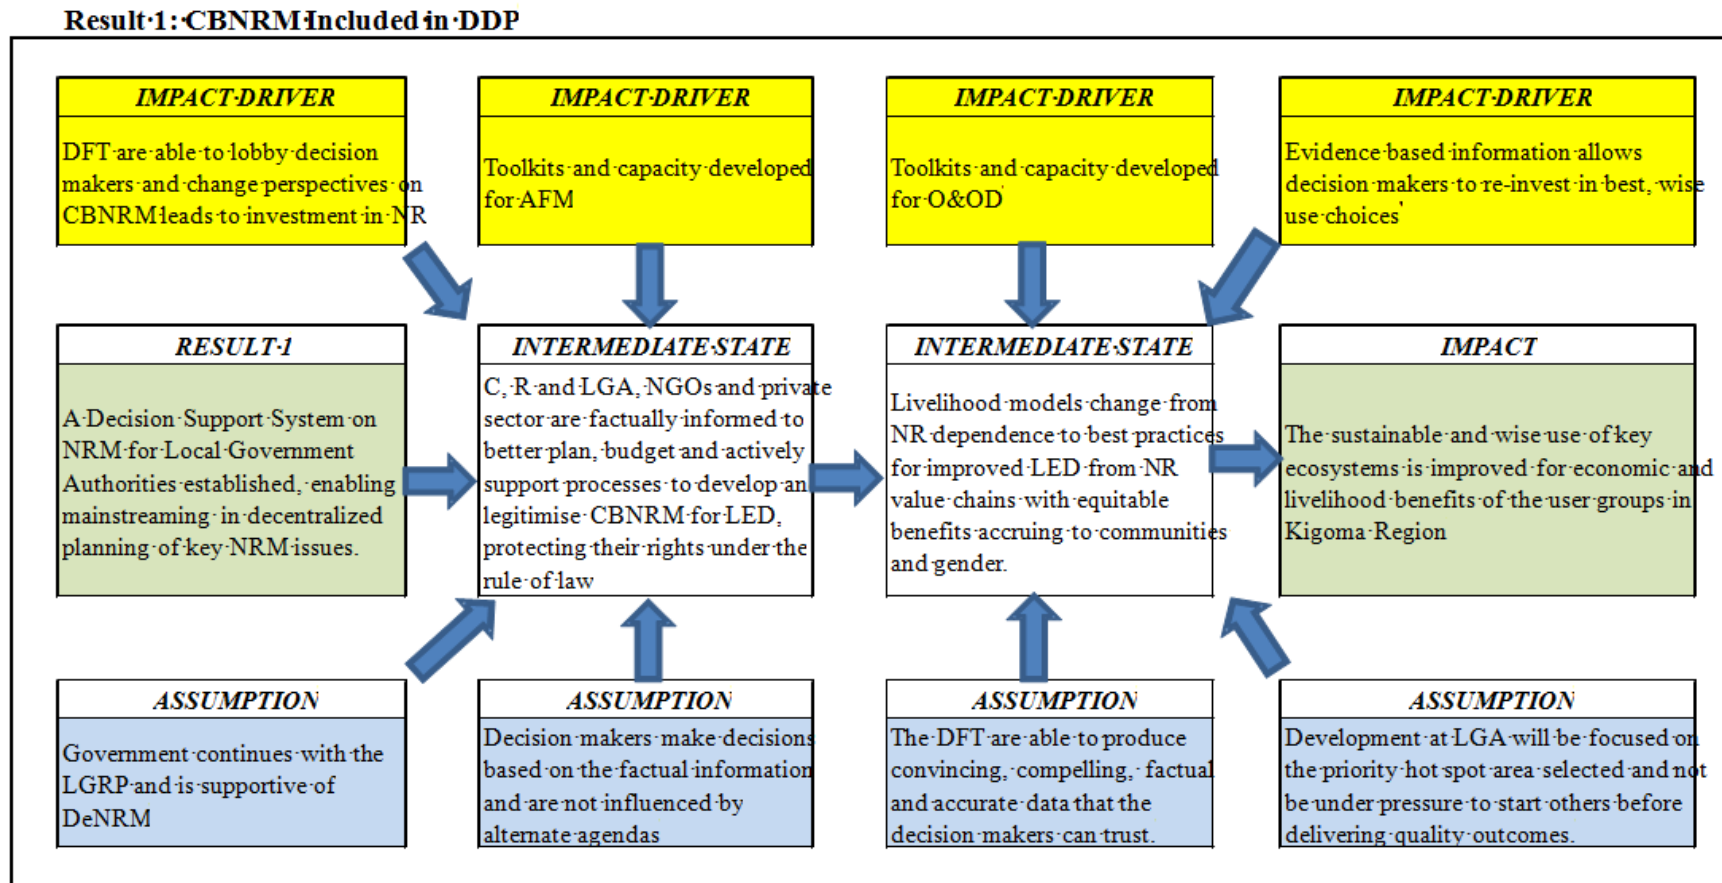 Result 1: CBNRM Included in DDP
IMPACT DRIVER
DFT are able to lobby decision
makers and change perspectives on
CBNRM leads to investment in NR
IMPACT DRIVER
Toolkits and capacity developed
for AFM
IMPACT DRIVER
Toolkits and capacity developed
for O&OD'
IMPACT DRIVER
Evidence based information allows
decision makers to re-invest in best, wise
use choices'
RESULT 1
A Decision Support System on
NRM for Local Government
Authorities established, enabling
mainstreaming in decentralized
planning of key NRM issues.
INTERMEDIATE STATE
C, R and LGA, NGOs and private
sector are factually informed to
better plan, budget and actively
support processes to develop an
legitimise CBNRM for LED,
protecting their rights under the
rule of law
INTERMEDIATE STATE
Livelihood models change from
NR dependence to best practices
for improved LED from NR
value chains with equitable
benefits accruing to communities
and gender.
IMPACT
The sustainable and wise use of key
ecosystems is improved for economic and
livelihood benefits of the user groups in
Kigoma Region
ASSUMPTION
Government continues with the
LGRP and is supportive of
DeNRM
ASSUMPTION
Decision makers make decisions
based on the factual information
and are not influenced by
alternate agendas
ASSUMPTION
The DFT are able to produce
convincing, compelling, factual
and accurate data that the
decision makers can trust.
ASSUMPTION
Development at LGA will be focused on
the priority hot spot area selected and not
be under pressure to start others before
delivering quality outcomes.